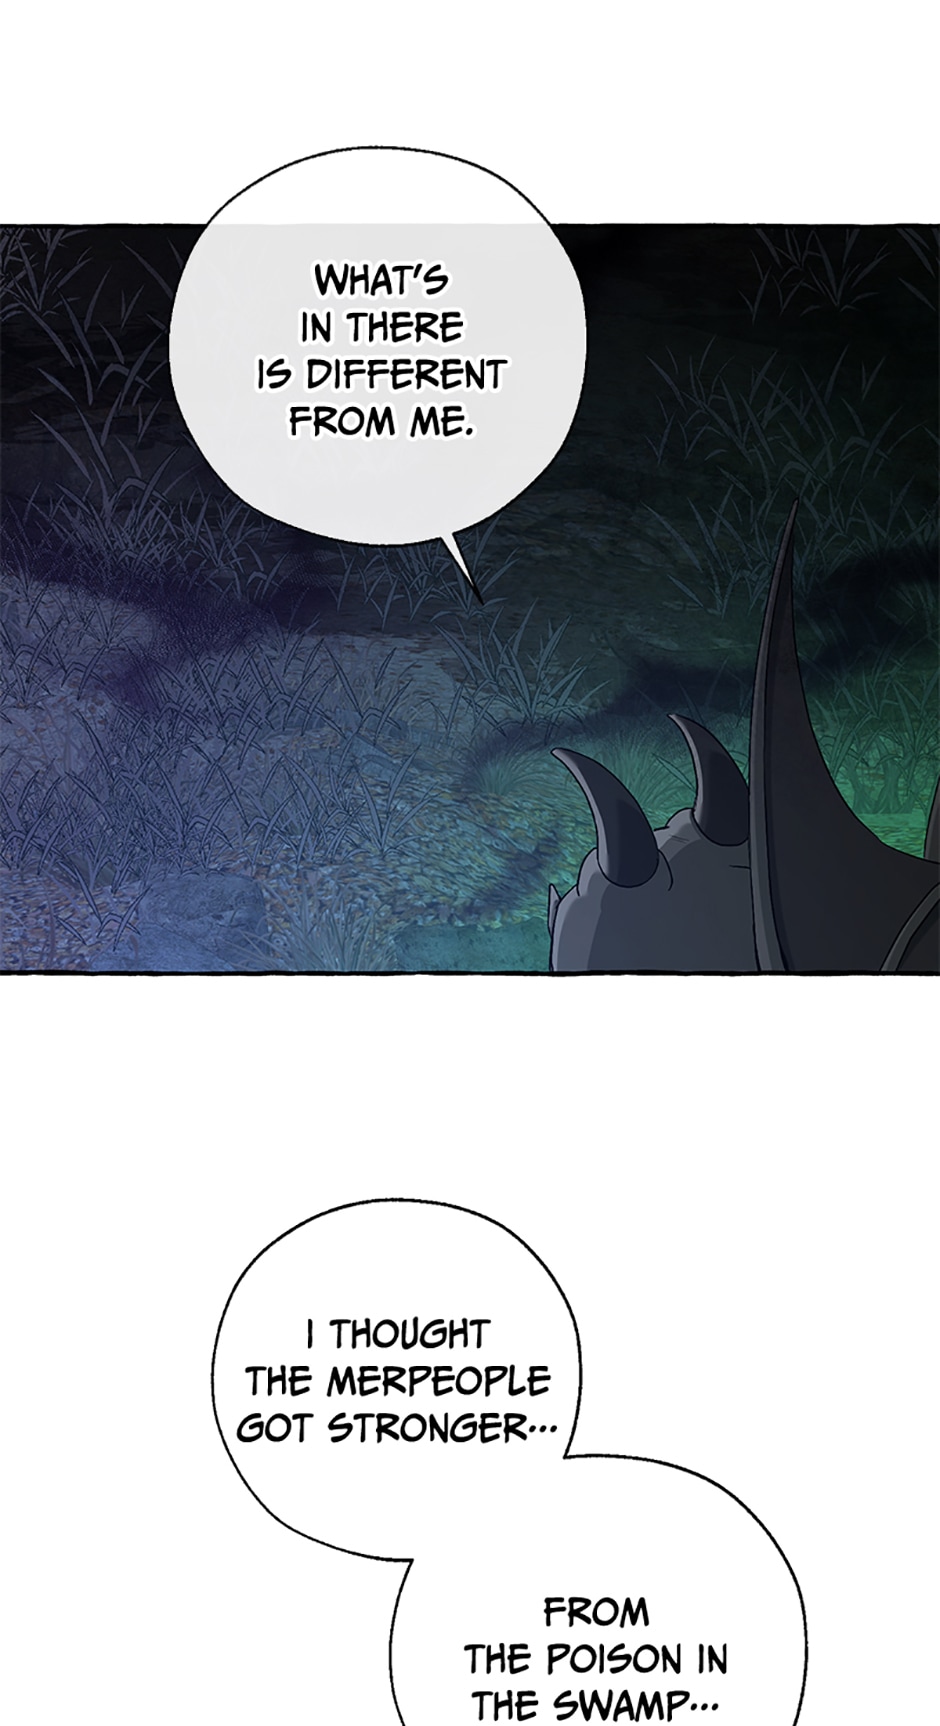 WHAT'S
IN THERE
IS DIFFERENT
FROM ME.
I THOUGHT
THE MERPEOPLE
GOT STRONGER...
FROM
THE POISON IN
THE SWAMP...